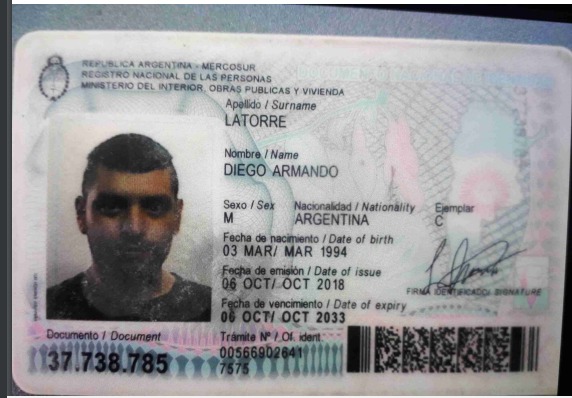 REPUBLICA ARGENTINA - MERCOSUR
REGISTRO NACIONAL DE LAS PERSONAS
MINISTERIO DEL INTERIOR, OBRAS PUBLICAS Y VIVIENDA
Apellido / Surname
LATORRE
Nombre / Name
DIEGO ARMANDO
Sexo / Sex Nacionalidad / Nationality Ejemplar
M ARGENTINA C
Fecha de nacimiento / Date of birth
03 MAR/ MAR 1994
Fecha de emisión / Date of issue
06 OCT/ OCT 2018
FIRMA IDENTIFICADO/ SIGNATURE
Fecha de vencimiento / Date of expiry
06 OCT/ OCT 2033
Documento / Document Trámite Nº / Of. ident
37.738.785 00566902641
7575